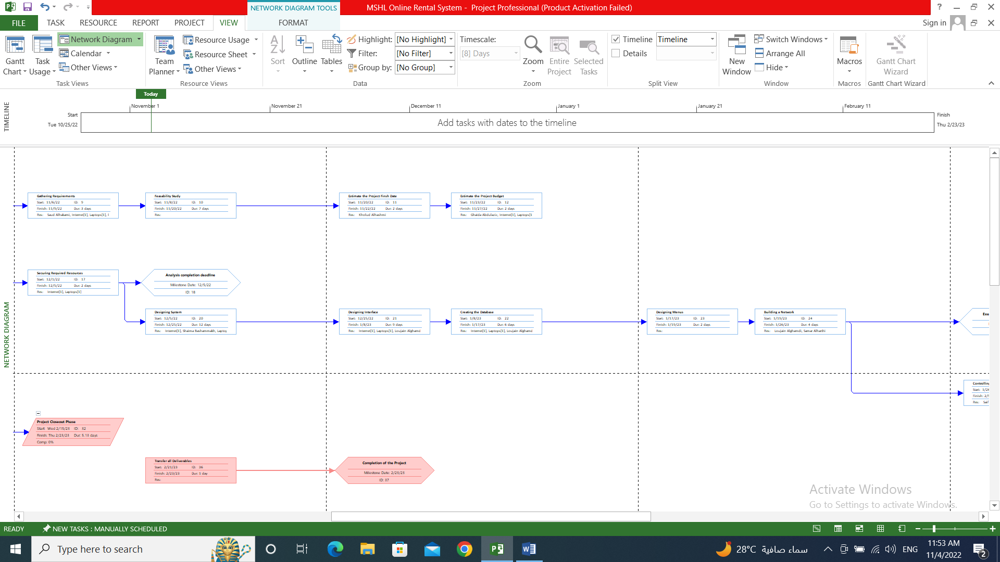 NETWORK DIAGRAM TOOLS
MSHL Online Rental System - Project Professional (Product Activation Failed)
FILE TASK RESOURCE REPORT PROJECT VIEW FORMAT
Sign in
Gantt Chart
Task Usage
Network Diagram
Calendar
Other Views
Task Views
Team Planner
Resource Usage
Resource Sheet
Other Views
Resource Views
Sort
Outline
Tables
Highlight: [No Highlight]
Filter: [No Filter]
Group by: [No Group]
Data
Timescale:
[8] Days
Zoom
Entire Project
Selected Tasks
Zoom
Timeline Timeline
Details
Split View
New Window
Switch Windows
Arrange All
Hide
Window
Macros
Macros
Gantt Chart Wizard
Gantt Chart Wizard
TIMELINE
Today
November 1 November 21 December 11 January 1 January 21 February 11
Start
Tue 10/25/22
Add tasks with dates to the timeline
Finish
Thu 2/23/23
NETWORK DIAGRAM
Gathering Requirements
Start: 11/6/22 ID: 9
Finish: 11/9/22 Dur: 3 days
Res: Saud Alhakami, Internet[1], Laptops[1],
Feasability Study
Start: 11/8/22 ID: 10
Finish: 11/20/22 Dur: 7 days
Res:
Estimate the Project Finsh Date
Start: 11/20/22 ID: 11
Finish: 11/22/22 Dur: 2 days
Res: Kholud Alhashmi
Estimate the Project Budget
Start: 11/23/22 ID: 12
Finish: 11/27/22 Dur: 2 days
Res: Ghaida Abdulaziz, Internet[1], Laptops[1
Securing Required Resources
Start: 12/1/22 ID: 17
Finish: 12/5/22 Dur: 2 days
Res: Internet[1], Laptops[1]
Analysis completion deadline
Milestone Date: 12/5/22
ID: 18
Designing System
Start: 12/5/22 ID: 20
Finish: 12/25/22 Dur: 12 days
Res: Internet[1], Shaima Bashammakh, Laptop
Designing Interface
Start: 12/25/22 ID: 21
Finish: 1/8/23 Dur: 9 days
Res: Internet[1], Laptops[1], Loujain Alghamd
Creating the Database
Start: 1/8/23 ID: 22
Finish: 1/17/23 Dur: 6 days
Res: Internet[1], Laptops[1], Loujain Alghamd
Designing Menus
Start: 1/17/23 ID: 23
Finish: 1/19/23 Dur: 2 days
Res:
Building a Network
Start: 1/19/23 ID: 24
Finish: 1/26/23 Dur: 4 days
Res: Loujain Alghamdi, Samar Alharthi
Exe
Controlling
Start: 1/26
Finish: 2/5
Res: Saif
Project Closeout Phase
Start: Wed 2/15/23 ID: 32
Finish: Thu 2/23/23 Dur: 5.13 days
Comp: 0%
Transfer all Deliverables
Start: 2/21/23 ID: 36
Finish: 2/23/23 Dur: 1 day
Res:
Completion of the Project
Milestone Date: 2/23/23
ID: 37
Activate Windows
Go to Settings to activate Windows.
READY NEW TASKS : MANUALLY SCHEDULED
Type here to search
28°C سماء صافية
ENG
11:53 AM
11/4/2022
2